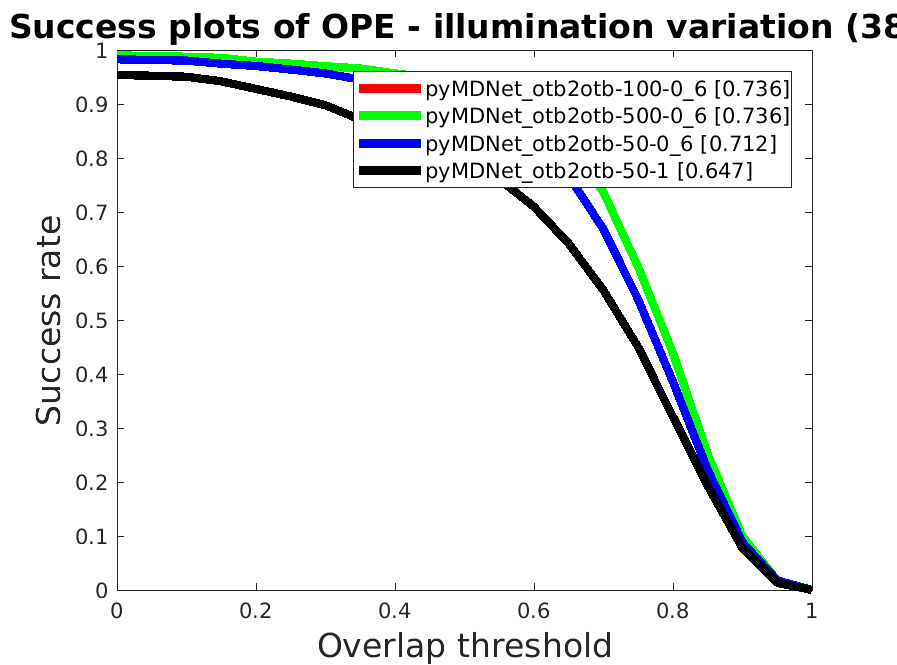 Success plots of OPE - illumination variation (38
1
0.9
0.8
0.7
0.6
0.5
0.4
0.3
0.2
0.1
0
Success rate
pyMDNet_otb2otb-100-0_6 [0.736]
pyMDNet_otb2otb-500-0_6 [0.736]
pyMDNet_otb2otb-50-0_6 [0.712]
pyMDNet_otb2otb-50-1 [0.647]
0 0.2 0.4 0.6 0.8 1
Overlap threshold